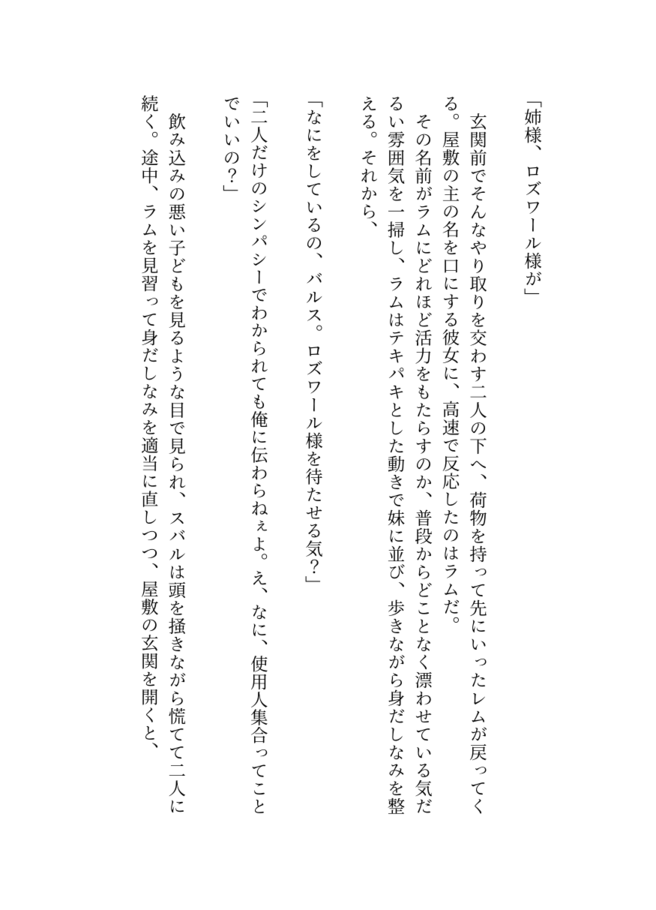 「姉様、ロズワール様が」
玄関前でそんなやり取りを交わす二人の下へ、荷物を持って先にいったレムが戻ってく
る。屋敷の主の名を口にする彼女に、高速で反応したのはラムだ。
その名前がラムにどれほど活力をもたらすのか、普段からどことなく漂わせている気だ
るい雰囲気を一掃し、ラムはテキパキとした動きで妹に並び、歩きながら身だしなみを整
える。それから、
「なにをしているの、バルス。ロズワール様を待たせる気？」
「二人だけのシンパシーでわかられても俺に伝わらねぇよ。え、なに、使用人集合ってこと
でいいの？」
飲み込みの悪い子どもを見るような目で見られ、スバルは頭を掻きながら慌てて二人に
続く。途中、ラムを見習って身だしなみを適当に直しつつ、屋敷の玄関を開くと、